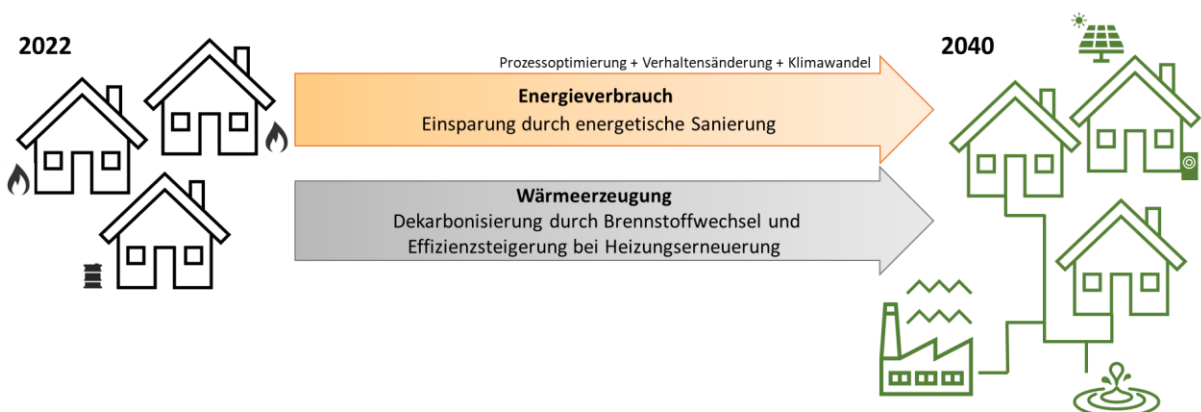 2022
Prozessoptimierung + Verhaltensänderung + Klimawandel
Energieverbrauch
Einsparung durch energetische Sanierung
Wärmeerzeugung
Dekarbonisierung durch Brennstoffwechsel und
Effizienzsteigerung bei Heizungserneuerung
2040